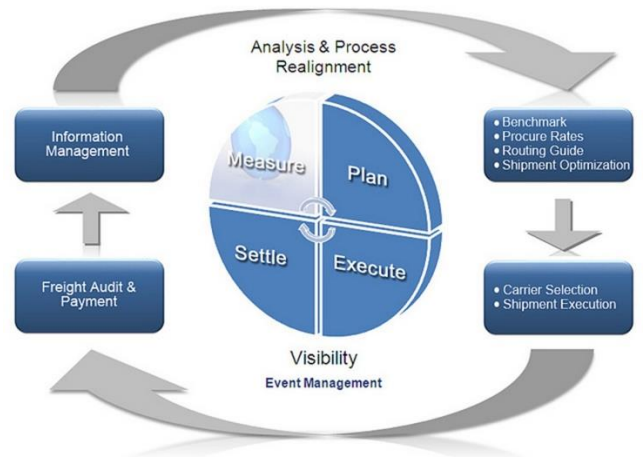 Analysis & Process
Realignment
Information
Management
• Benchmark
• Procure Rates
• Routing Guide
• Shipment Optimization
Measure
Plan
Settle
Execute
Freight Audit &
Payment
• Carrier Selection
• Shipment Execution
Visibility
Event Management